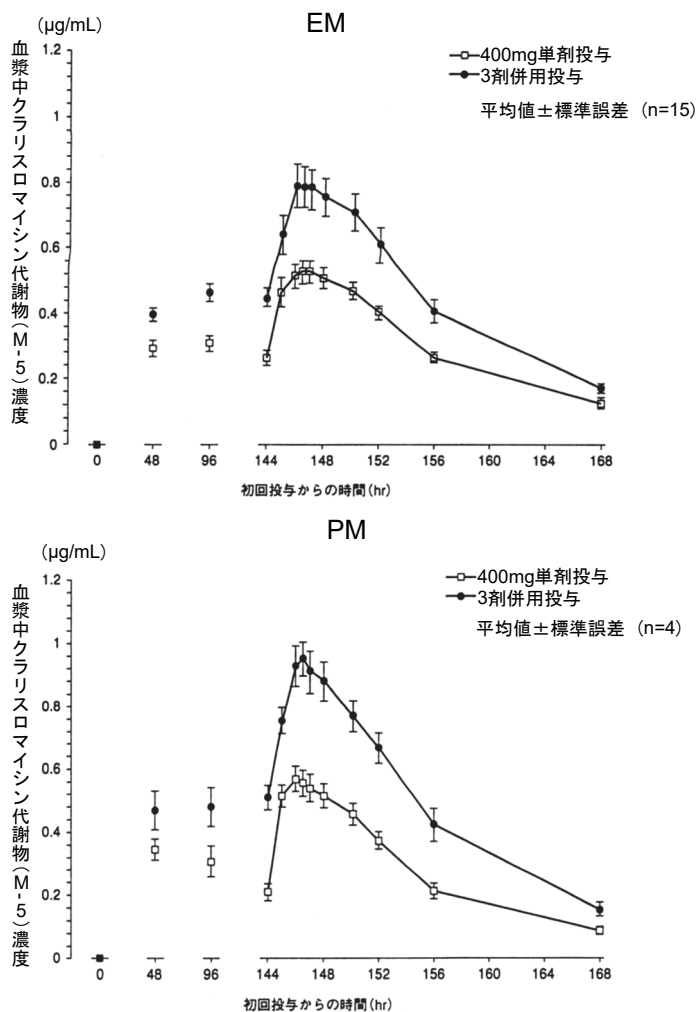 EM
(μg/mL)
血漿中クラリスロマイシン代謝物(M-5)濃度
400mg単剤投与
3剤併用投与
平均値±標準誤差 (n=15)
1.2
1
0.8
0.6
0.4
0.2
0
0 48 96 144 148 152 156 160 164 168
初回投与からの時間(hr)
PM
(μg/mL)
血漿中クラリスロマイシン代謝物(M-5)濃度
400mg単剤投与
3剤併用投与
平均値±標準誤差 (n=4)
1.2
1
0.8
0.6
0.4
0.2
0
0 48 96 144 148 152 156 160 164 168
初回投与からの時間(hr)